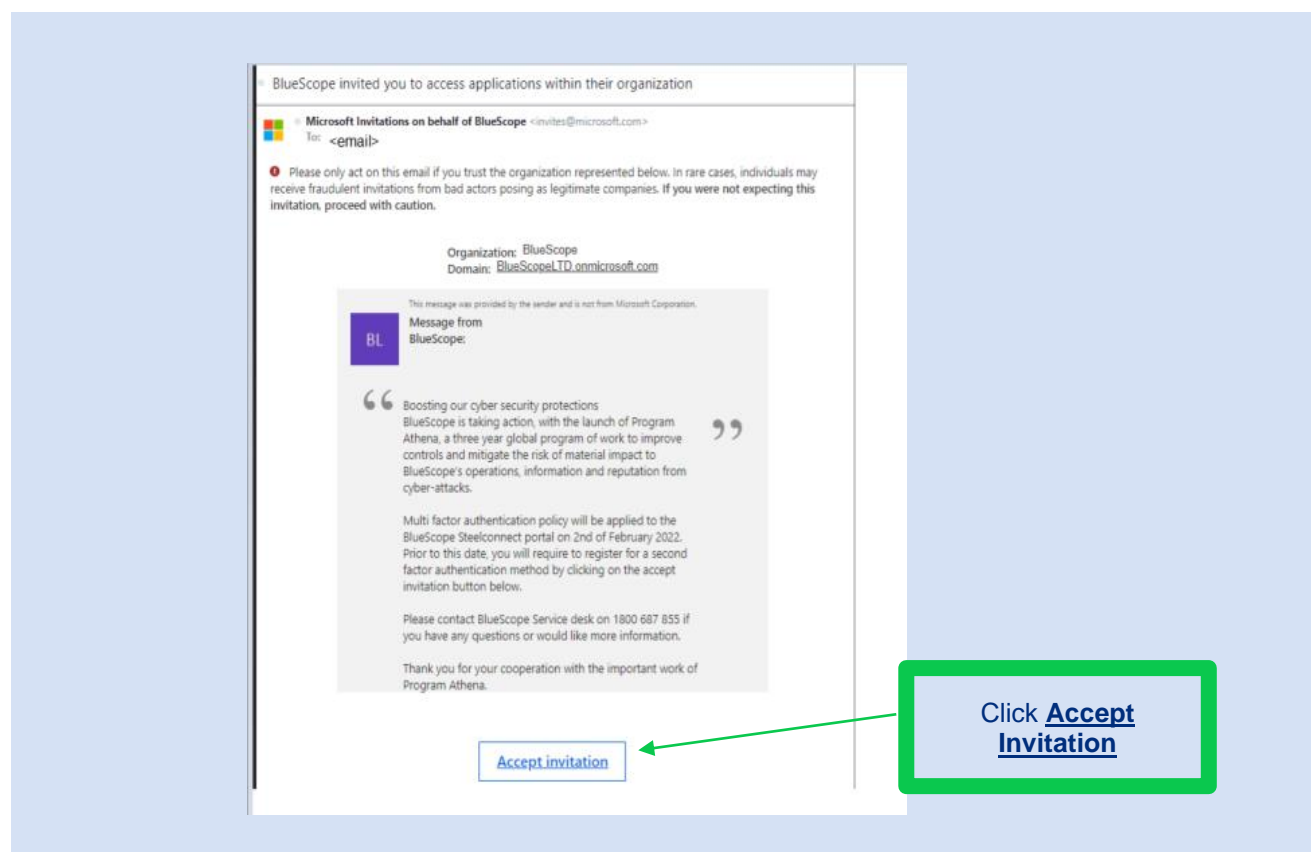 BlueScope invited you to access applications within their organization
Microsoft Invitations on behalf of BlueScope <invites@microsoft.com>
To: <email>
Please only act on this email if you trust the organization represented below. In rare cases, individuals may
receive fraudulent invitations from bad actors posing as legitimate companies. If you were not expecting this
invitation, proceed with caution.
Organization: BlueScope
Domain: BlueScopeLTD.onmicrosoft.com
This message was provided by the sender and is not from Microsoft Corporation.
BL
Message from
BlueScope:
“
Boosting our cyber security protections
BlueScope is taking action, with the launch of Program
Athena, a three year global program of work to improve
controls and mitigate the risk of material impact to
BlueScope's operations, information and reputation from
cyber-attacks.
”
Multi factor authentication policy will be applied to the
BlueScope Steelconnect portal on 2nd of February 2022.
Prior to this date, you will require to register for a second
factor authentication method by clicking on the accept
invitation button below.
Please contact BlueScope Service desk on 1800 687 855 if
you have any questions or would like more information.
Thank you for your cooperation with the important work of
Program Athena.
Accept invitation
Click Accept
Invitation